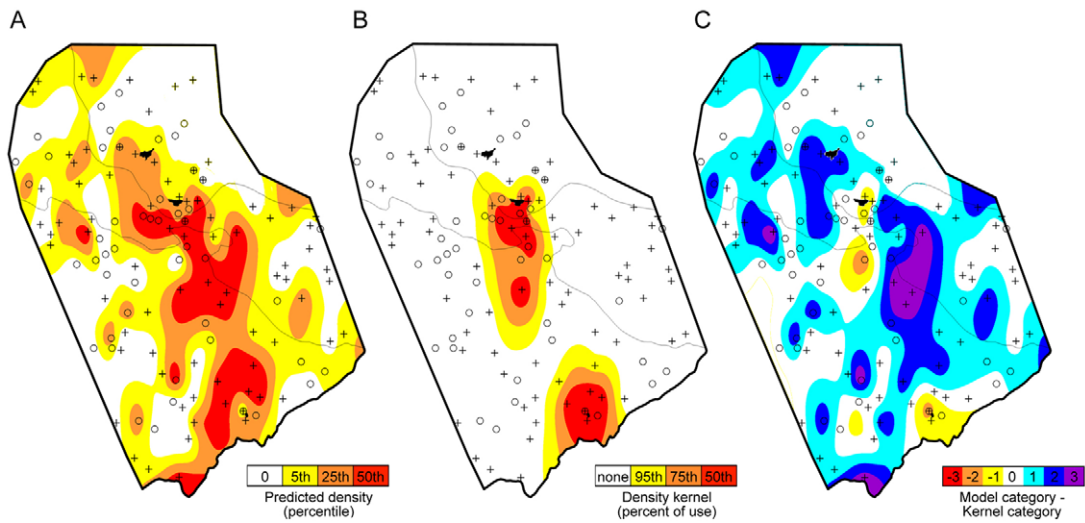 A B C
0 5th 25th 50th
Predicted density
(percentile)
none 95th 75th 50th
Density kernel
(percent of use)
-3 -2 -1 0 1 2 3
Model category -
Kernel category